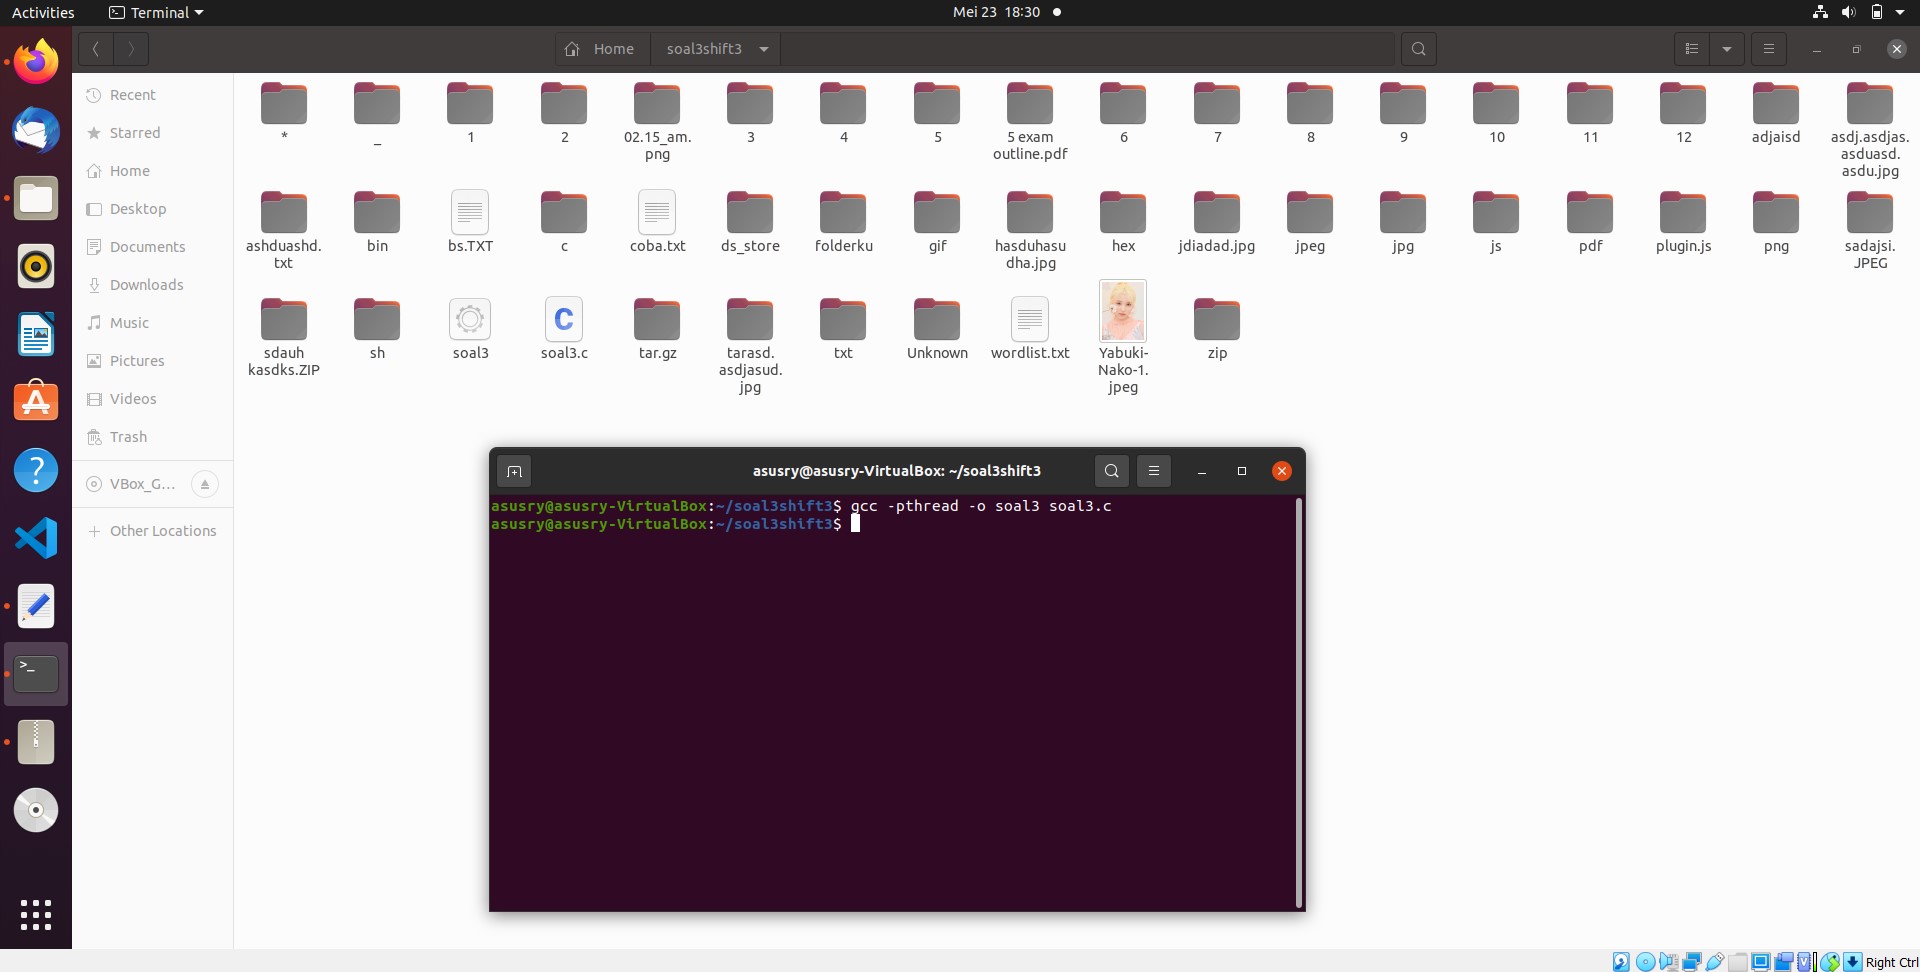 Activities
Terminal
Mei 23 18:30
Home
soal3shift3
Recent
Starred
Home
Desktop
Documents
Downloads
Music
Pictures
Videos
Trash
VBox_G...
Other Locations
*
_
1
2
02.15_am.
png
3
4
5
5 exam
outline.pdf
6
7
8
9
10
11
12
adjaisd
asdj.asdjas.
asduasd.
asdu.jpg
ashduashd.
txt
bin
bs.TXT
c
coba.txt
ds_store
folderku
gif
hasduhasu
dha.jpg
hex
jdiadad.jpg
jpeg
jpg
js
pdf
plugin.js
png
sadajsi.
JPEG
sdauh
kasdks.ZIP
sh
soal3
C
soal3.c
tar.gz
tarasd.
asdjasud.
jpg
txt
Unknown
wordlist.txt
Yabuki-
Nako-1.
jpeg
zip
asusry@asusry-VirtualBox: ~/soal3shift3
asusry@asusry-VirtualBox:~/soal3shift3$ gcc -pthread -o soal3 soal3.c
asusry@asusry-VirtualBox:~/soal3shift3$
Right Ctrl